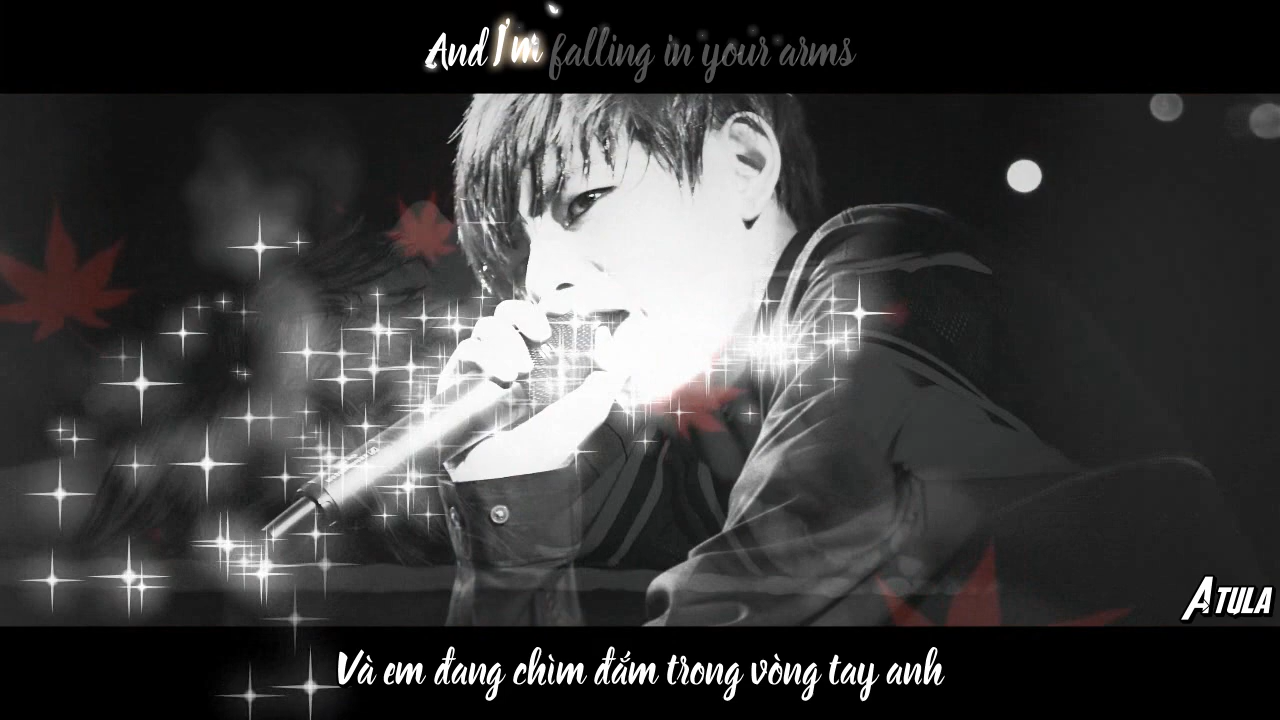 And I'm falling in your arms
ATULA
Và em đang chìm đắm trong vòng tay anh